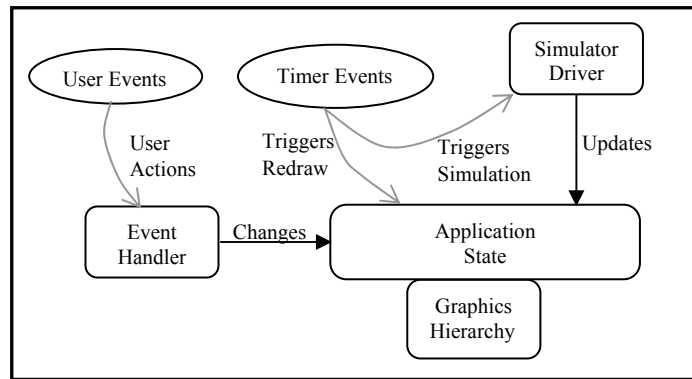 User Events
Timer Events
Simulator
Driver
User
Actions
Triggers
Redraw
Triggers
Simulation
Updates
Event
Handler
Changes
Application
State
Graphics
Hierarchy